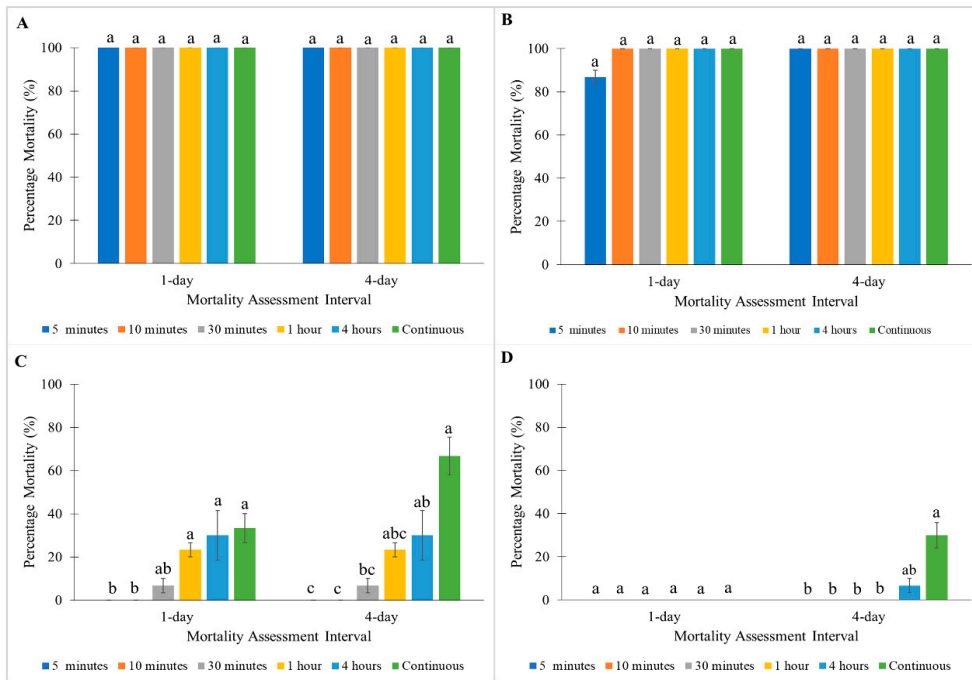 A
a a a a a a a a a a a a
100
80
60
40
20
0
Percentage Mortality (%)
1-day 4-day
Mortality Assessment Interval
5 minutes 10 minutes 30 minutes 1 hour 4 hours Continuous
B
a a a a a a a a a a a a
100
80
60
40
20
0
Percentage Mortality (%)
1-day 4-day
Mortality Assessment Interval
5 minutes 10 minutes 30 minutes 1 hour 4 hours Continuous
C
100
80
60
40
20
0
Percentage Mortality (%)
b b ab a a a c c bc abc ab a
1-day 4-day
Mortality Assessment Interval
5 minutes 10 minutes 30 minutes 1 hour 4 hours Continuous
D
100
80
60
40
20
0
Percentage Mortality (%)
a a a a a a b b b b ab a
1-day 4-day
Mortality Assessment Interval
5 minutes 10 minutes 30 minutes 1 hour 4 hours Continuous